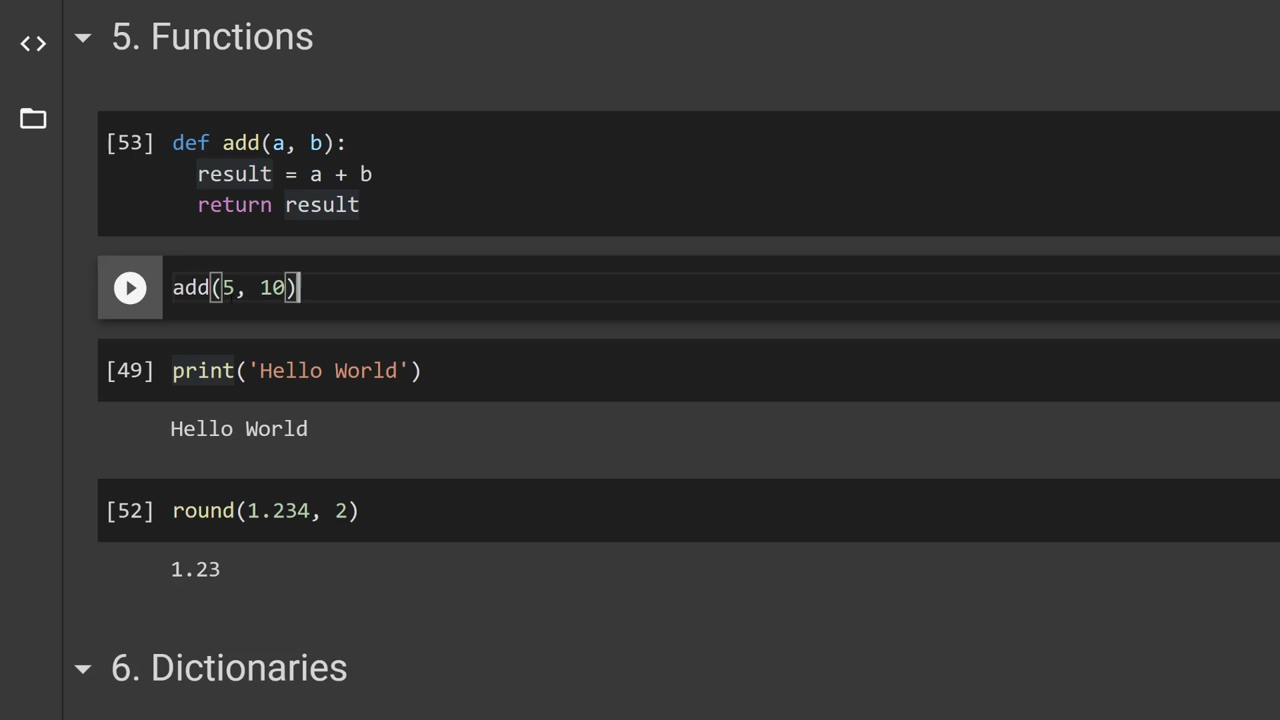 5. Functions
[53] def add(a, b):
result = a + b
return result
add(5, 10)
[49] print('Hello World')
Hello World
[52] round(1.234, 2)
1.23
6. Dictionaries